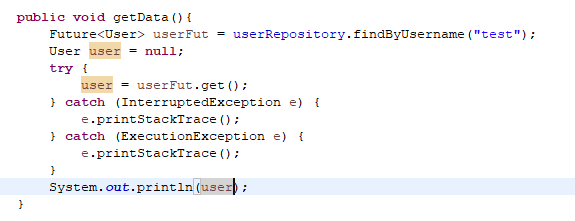 public void getData(){
    Future<User> userFut = userRepository.findByUsername("test");
    User user = null;
    try {
        user = userFut.get();
    } catch (InterruptedException e) {
        e.printStackTrace();
    } catch (ExecutionException e) {
        e.printStackTrace();
    }
    System.out.println(user);
}